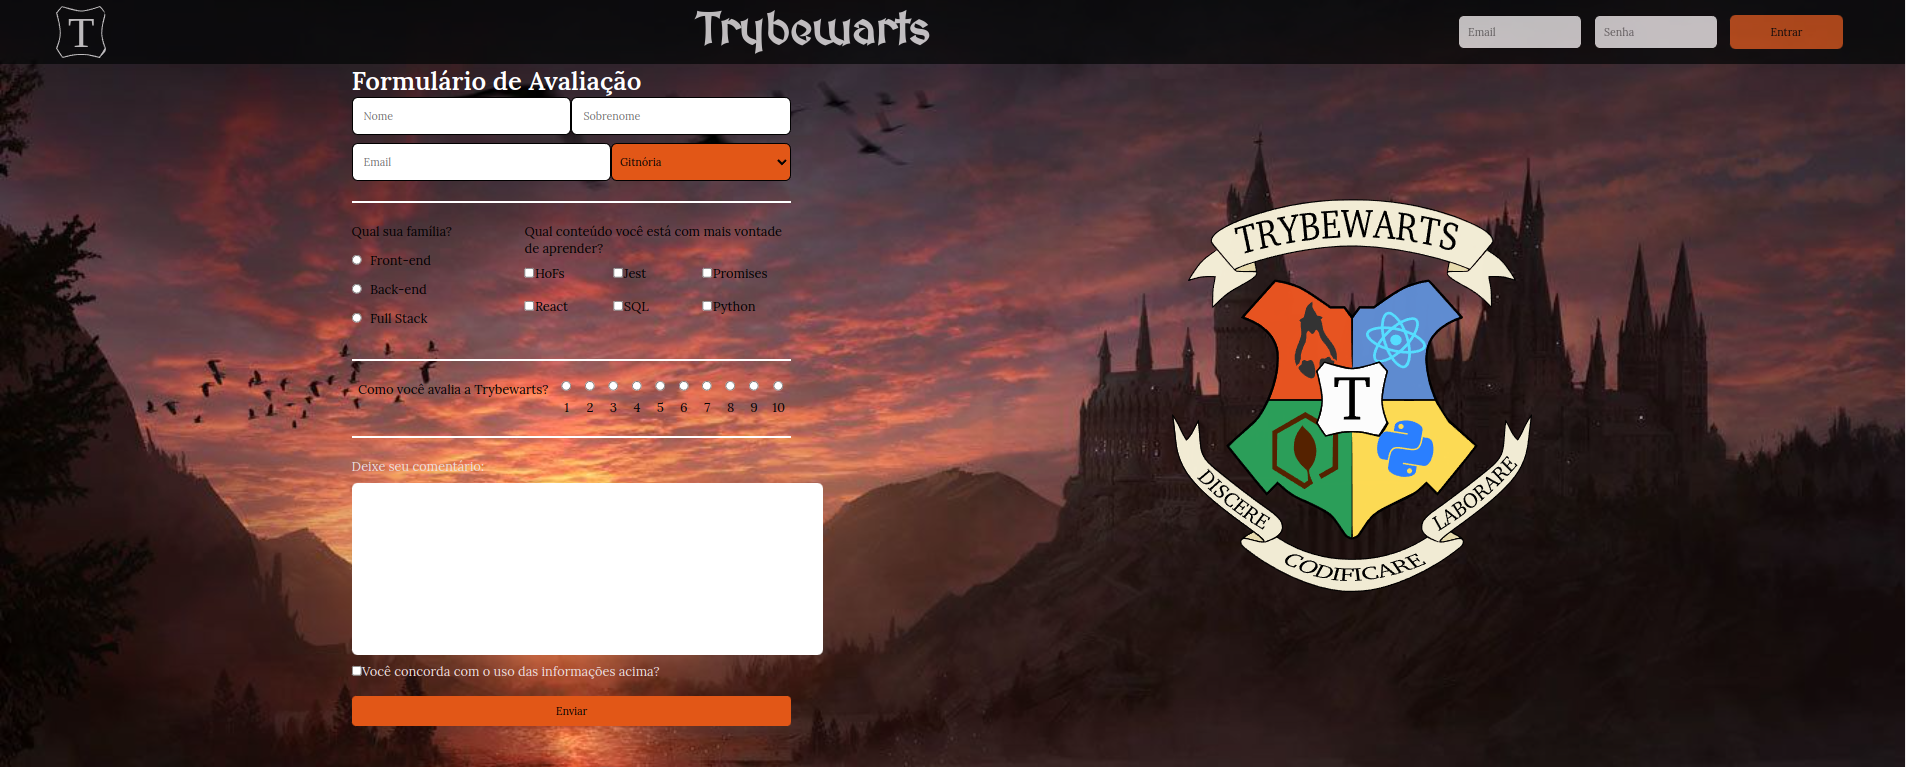 T
Trybewarts
Email
Senha
Entrar
Formulário de Avaliação
Nome
Sobrenome
Email
Gitnória
Qual sua família?
Front-end
Back-end
Full Stack
Qual conteúdo você está com mais vontade
de aprender?
HoFs
Jest
Promises
React
SQL
Python
Como você avalia a Trybewarts?
1 2 3 4 5 6 7 8 9 10
Deixe seu comentário:
Você concorda com o uso das informações acima?
Enviar
TRYBEWARTS
T
DISCERE
CODIFICARE
LABORARE